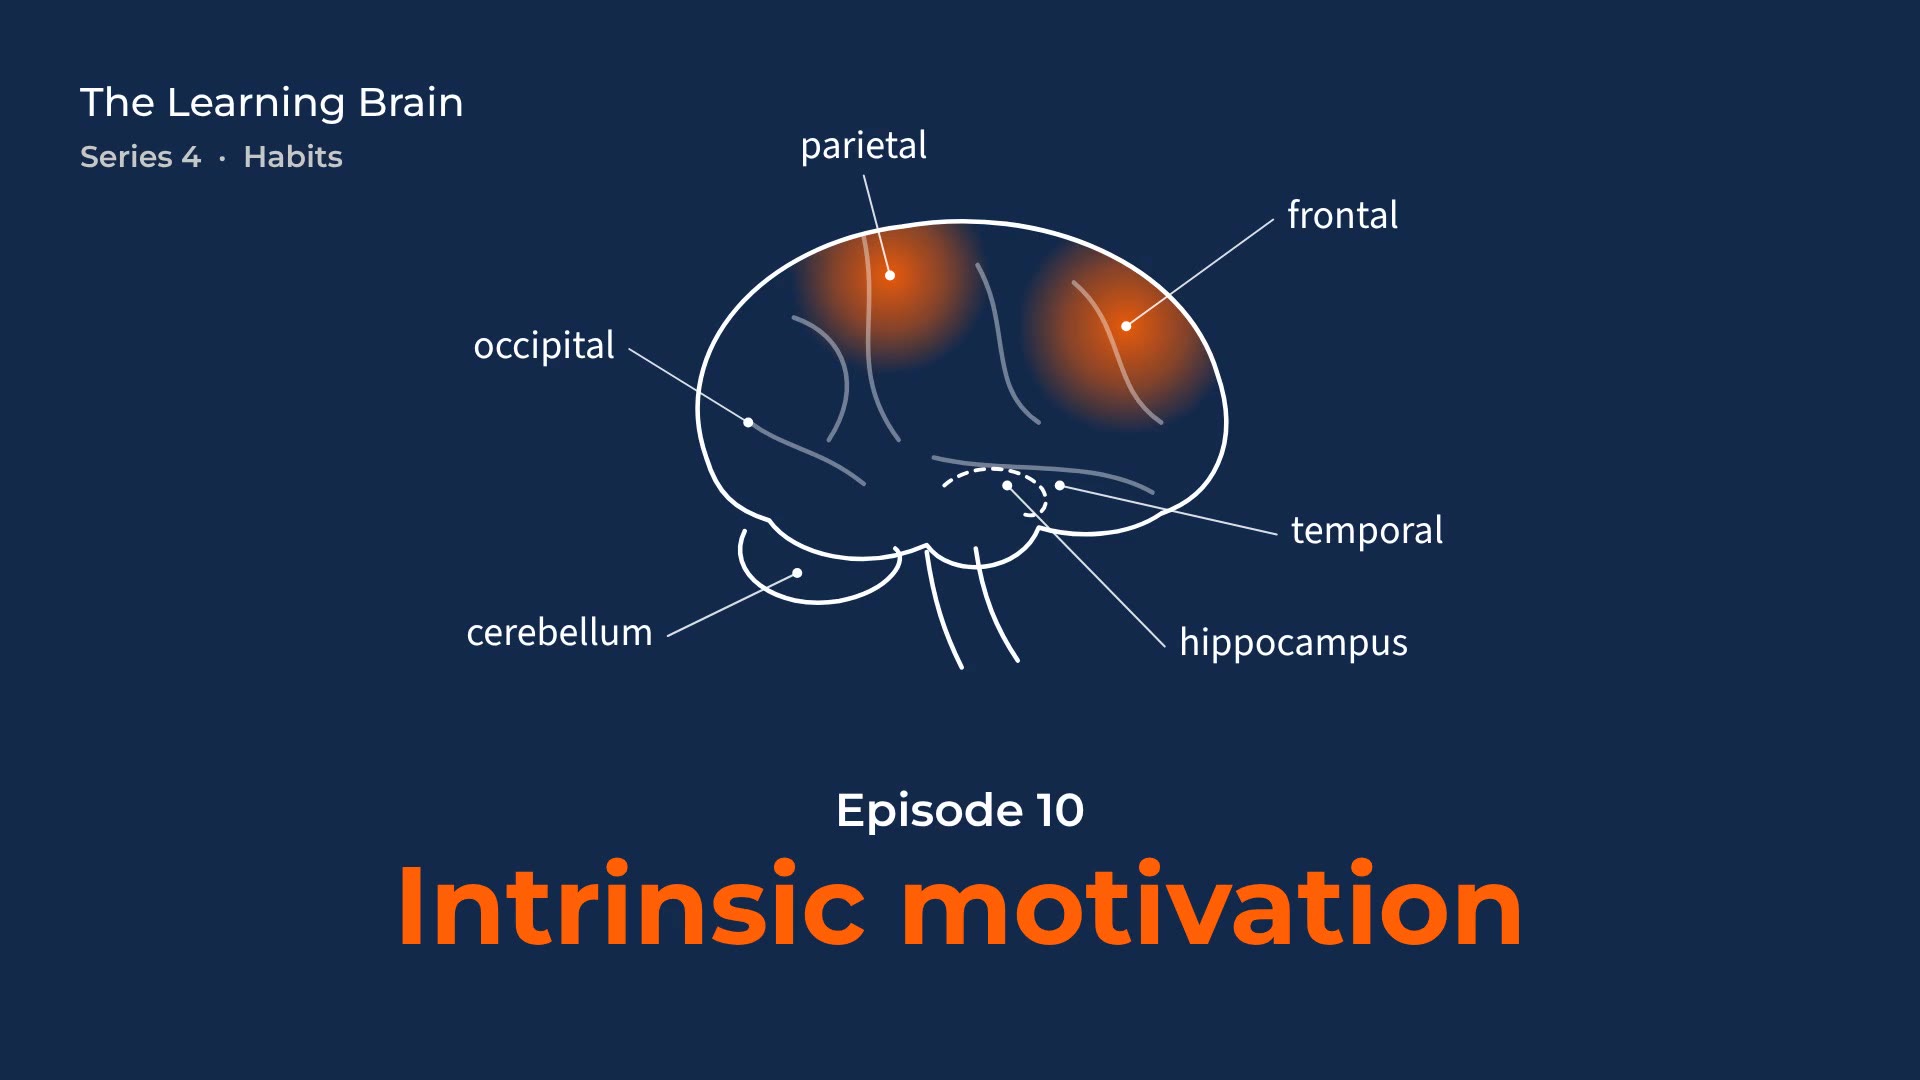 The Learning Brain
Series 4 · Habits
parietal
frontal
occipital
temporal
cerebellum
hippocampus
Episode 10
Intrinsic motivation